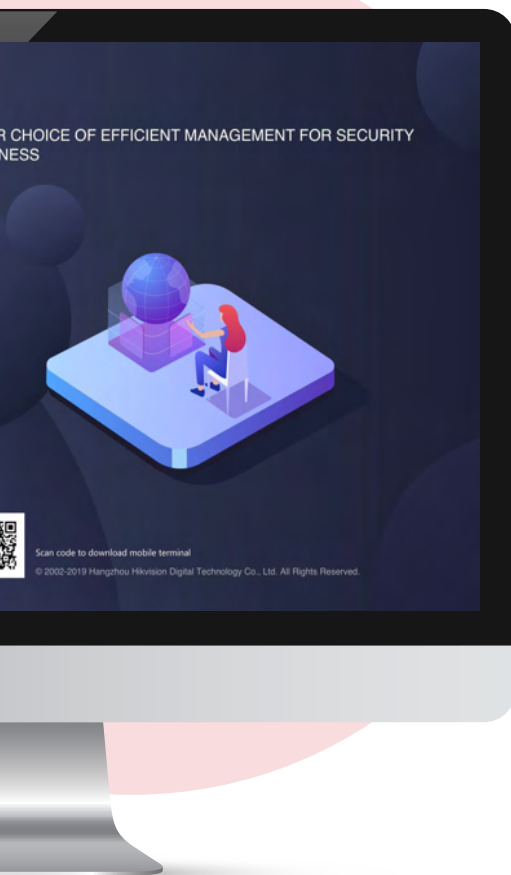 R CHOICE OF EFFICIENT MANAGEMENT FOR SECURITY
NESS
Scan code to download mobile terminal
© 2002-2019 Hangzhou Hikvision Digital Technology Co., Ltd. All Rights Reserved.